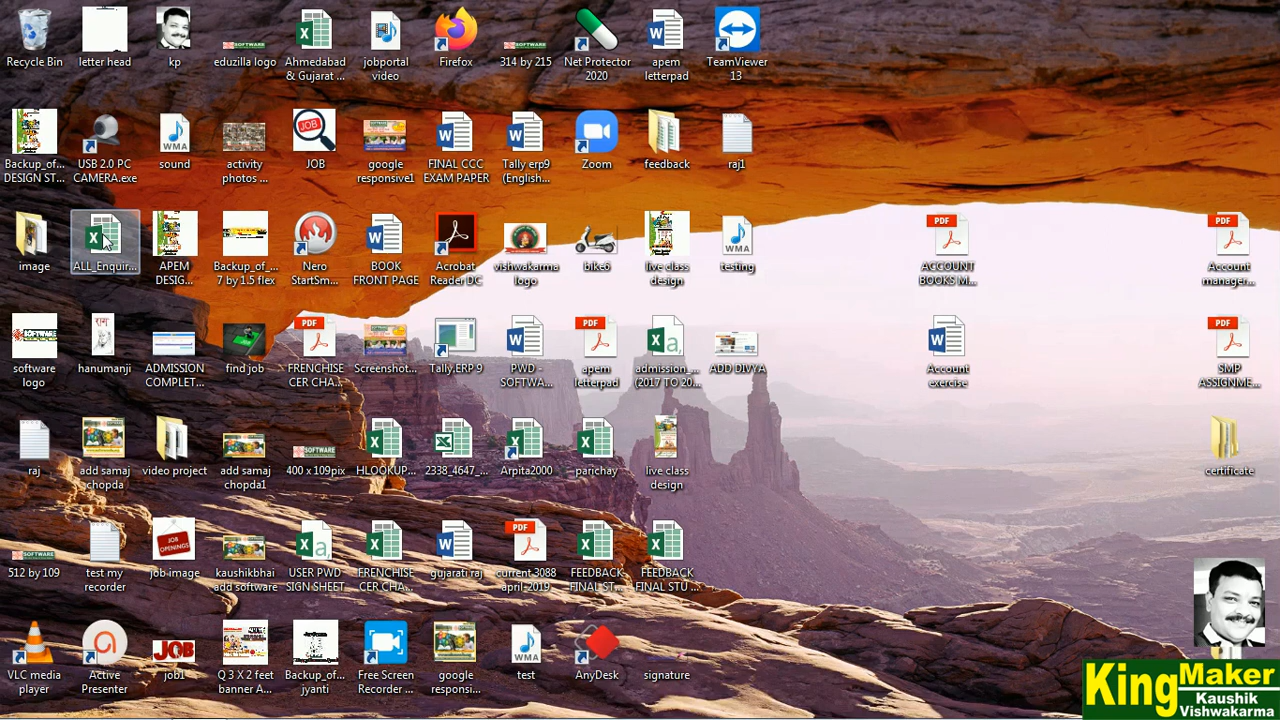 Recycle Bin
letter head
kp
eduzilla logo
Ahmedabad
& Gujarat ...
jobportal
video
Firefox
314 by 215
Net Protector
2020
apem
letterpad
TeamViewer
13
Backup_of_...
DESIGN ST...
USB 2.0 PC
CAMERA.exe
sound
activity
photos ...
JOB
google
responsive1
FINAL CCC
EXAM PAPER
Tally erp9
(English...
Zoom
feedback
raj1
image
ALL_Enquir...
APEM
DESIG...
Backup_of_...
7 by 1.5 flex
Nero
StartSm...
BOOK
FRONT PAGE
Acrobat
Reader DC
vishwakarma
logo
bike6
live class
design
testing
ACCOUNT
BOOKS M...
Account
manager...
software
logo
hanumanji
ADMISSION
COMPLET...
find job
FRENCHISE
CER CHA...
Screenshot...
Tally.ERP 9
PWD -
SOFTWA...
apem
letterpad
admission_...
(2017 TO 20...
ADD DIVYA
Account
exercise
SMP
ASSIGNME...
raj
add samaj
chopda
video project
add samaj
chopda1
400 x 109pix
HLOOKUP...
2338_4647_...
Arpita2000
parichay
live class
design
certificate
512 by 109
test my
recorder
job image
kaushikbhai
add software
USER PWD
SIGN SHEET
FRENCHISE
CER CHA...
gujarati raj
current 3088
april-2019
FEEDBACK
FINAL ST...
FEEDBACK
FINAL STU ...
VLC media
player
Active
Presenter
job1
Q 3 X 2 feet
banner A...
Backup_of...
jyanti
Free Screen
Recorder ...
google
responsi...
test
AnyDesk
signature
KingMaker
Kaushik
Vishwakarma